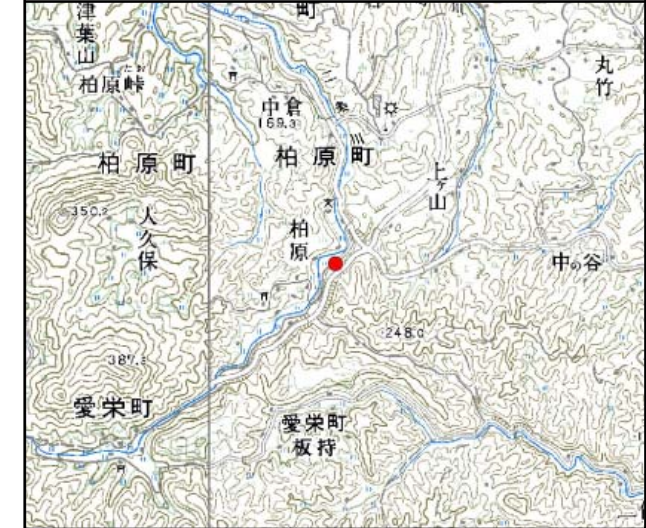 町
津葉山
柏原峠
丸竹
中倉
169.3
柏原町
柏原町
上ヶ山
350.2
人久保
柏原
中の谷
248.0
愛栄町
愛栄町
板持